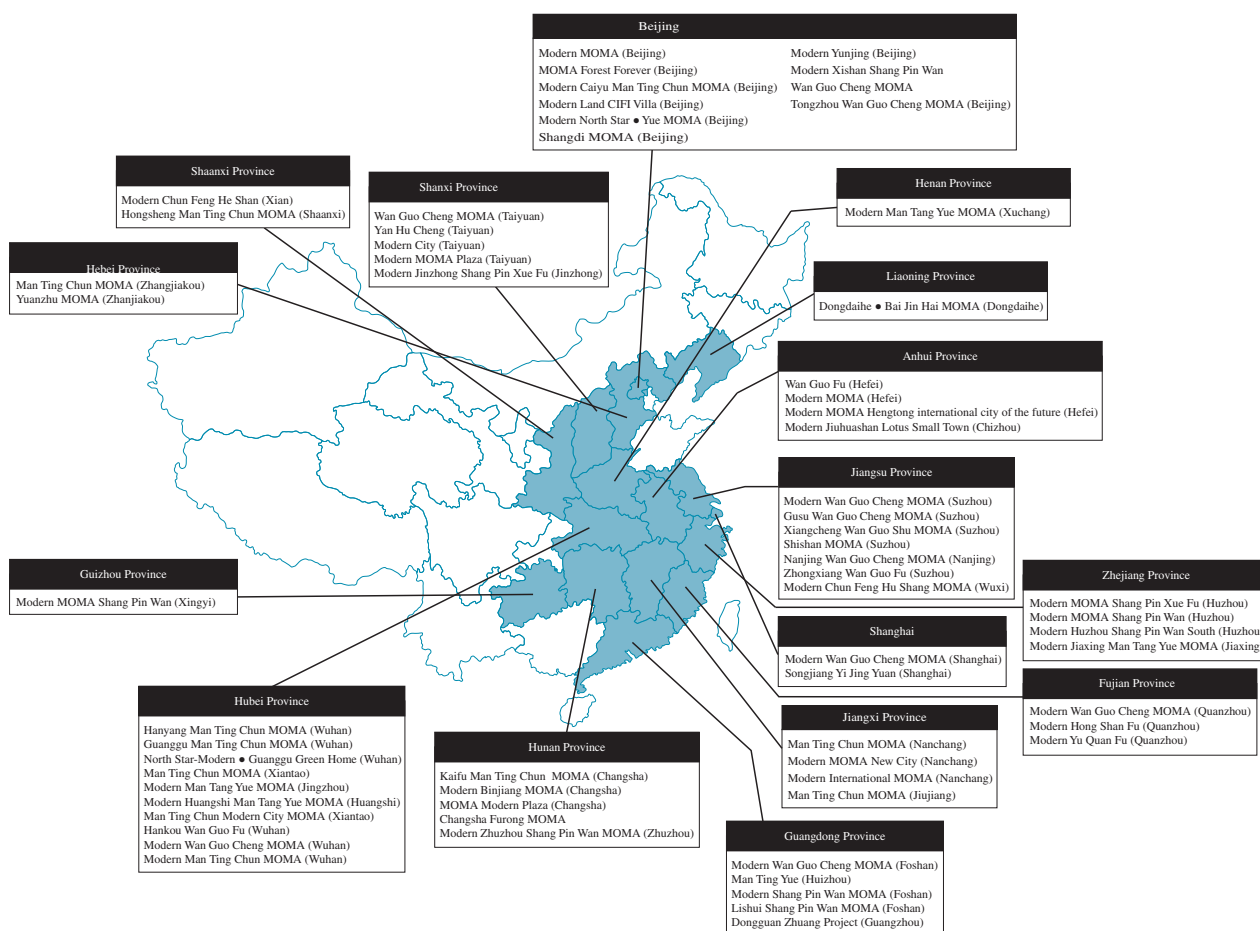 Beijing
Modern MOMA (Beijing)
MOMA Forest Forever (Beijing)
Modern Caiyu Man Ting Chun MOMA (Beijing)
Modern Land CIFI Villa (Beijing)
Modern North Star ● Yue MOMA (Beijing)
Shangdi MOMA (Beijing)
Modern Yunjing (Beijing)
Modern Xishan Shang Pin Wan
Wan Guo Cheng MOMA
Tongzhou Wan Guo Cheng MOMA (Beijing)
Shaanxi Province
Modern Chun Feng He Shan (Xian)
Hongsheng Man Ting Chun MOMA (Shaanxi)
Shanxi Province
Wan Guo Cheng MOMA (Taiyuan)
Yan Hu Cheng (Taiyuan)
Modern City (Taiyuan)
Modern MOMA Plaza (Taiyuan)
Modern Jinzhong Shang Pin Xue Fu (Jinzhong)
Henan Province
Modern Man Tang Yue MOMA (Xuchang)
Hebei Province
Man Ting Chun MOMA (Zhangjiakou)
Yuanzhu MOMA (Zhanjiakou)
Liaoning Province
Dongdaihe ● Bai Jin Hai MOMA (Dongdaihe)
Anhui Province
Wan Guo Fu (Hefei)
Modern MOMA (Hefei)
Modern MOMA Hengtong international city of the future (Hefei)
Modern Jiuhuashan Lotus Small Town (Chizhou)
Jiangsu Province
Modern Wan Guo Cheng MOMA (Suzhou)
Gusu Wan Guo Cheng MOMA (Suzhou)
Xiangcheng Wan Guo Shu MOMA (Suzhou)
Shishan MOMA (Suzhou)
Nanjing Wan Guo Cheng MOMA (Nanjing)
Zhongxiang Wan Guo Fu (Suzhou)
Modern Chun Feng Hu Shang MOMA (Wuxi)
Guizhou Province
Modern MOMA Shang Pin Wan (Xingyi)
Zhejiang Province
Modern MOMA Shang Pin Xue Fu (Huzhou)
Modern MOMA Shang Pin Wan (Huzhou)
Modern Huzhou Shang Pin Wan South (Huzhou
Modern Jiaxing Man Tang Yue MOMA (Jiaxing
Shanghai
Modern Wan Guo Cheng MOMA (Shanghai)
Songjiang Yi Jing Yuan (Shanghai)
Fujian Province
Modern Wan Guo Cheng MOMA (Quanzhou)
Modern Hong Shan Fu (Quanzhou)
Modern Yu Quan Fu (Quanzhou)
Hubei Province
Hanyang Man Ting Chun MOMA (Wuhan)
Guanggu Man Ting Chun MOMA (Wuhan)
North Star-Modern ● Guanggu Green Home (Wuhan)
Man Ting Chun MOMA (Xiantao)
Modern Man Tang Yue MOMA (Jingzhou)
Modern Huangshi Man Tang Yue MOMA (Huangshi)
Man Ting Chun Modern City MOMA (Xiantao)
Hankou Wan Guo Fu (Wuhan)
Modern Wan Guo Cheng MOMA (Wuhan)
Modern Man Ting Chun MOMA (Wuhan)
Hunan Province
Kaifu Man Ting Chun MOMA (Changsha)
Modern Binjiang MOMA (Changsha)
MOMA Modern Plaza (Changsha)
Changsha Furong MOMA
Modern Zhuzhou Shang Pin Wan MOMA (Zhuzhou)
Jiangxi Province
Man Ting Chun MOMA (Nanchang)
Modern MOMA New City (Nanchang)
Modern International MOMA (Nanchang)
Man Ting Chun MOMA (Jiujiang)
Guangdong Province
Modern Wan Guo Cheng MOMA (Foshan)
Man Ting Yue (Huizhou)
Modern Shang Pin Wan MOMA (Foshan)
Lishui Shang Pin Wan MOMA (Foshan)
Dongguan Zhuang Project (Guangzhou)